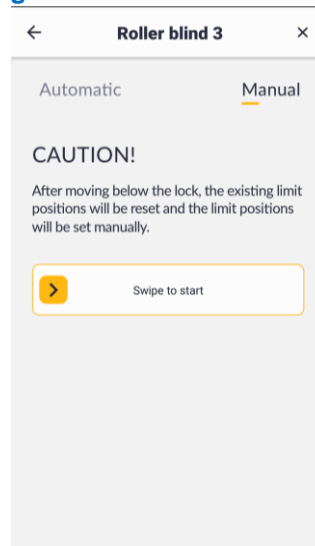 Roller blind 3
Automatic
Manual
CAUTION!
After moving below the lock, the existing limit
positions will be reset and the limit positions
will be set manually.
Swipe to start